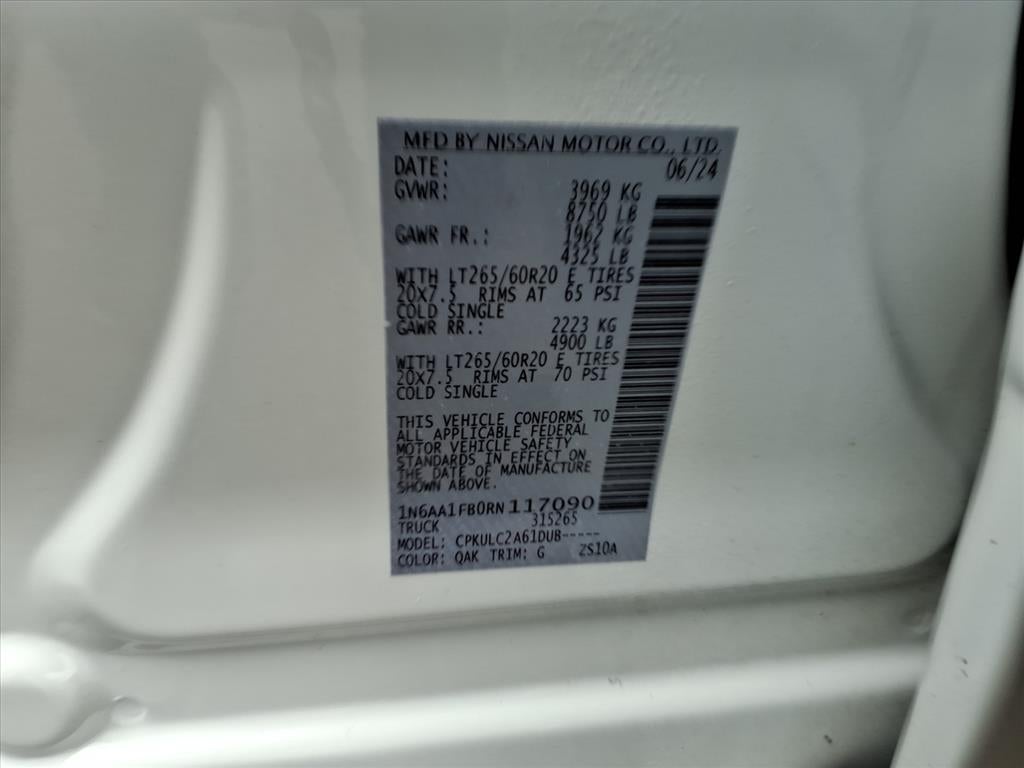 MFD BY NISSAN MOTOR CO., LTD.
DATE: 06/24
GVWR: 3969 KG
8750 LB
GAWR FR.: 1962 KG
4325 LB
WITH LT265/60R20 E TIRES
20X7.5 RIMS AT 65 PSI
COLD SINGLE
GAWR RR.: 2223 KG
4900 LB
WITH LT265/60R20 E TIRES
20X7.5 RIMS AT 70 PSI
COLD SINGLE
THIS VEHICLE CONFORMS TO
ALL APPLICABLE FEDERAL
MOTOR VEHICLE SAFETY
STANDARDS IN EFFECT ON
THE DATE OF MANUFACTURE
SHOWN ABOVE.
1N6AA1FB0RN117090
TRUCK 315265
MODEL: CPKULC2A61DUB-----
COLOR: QAK TRIM: G ZS10A